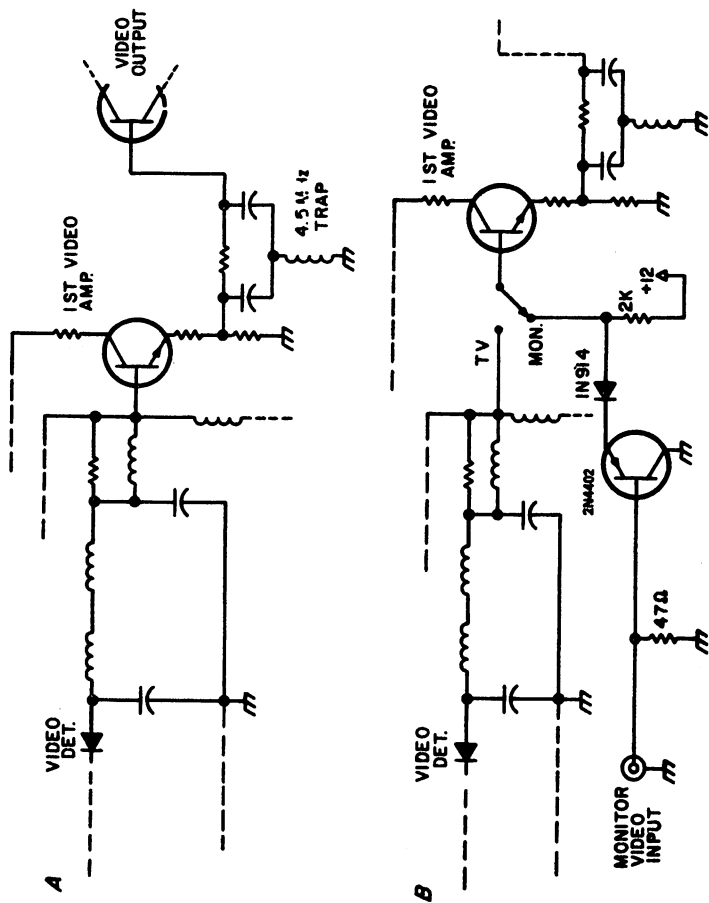 A
VIDEO
DET.
1ST VIDEO
AMP.
VIDEO
OUTPUT
4.5 MHz
TRAP
B
VIDEO
DET.
TV
MON.
1ST VIDEO
AMP.
MONITOR
VIDEO
INPUT
47Ω
2N4402
1N914
2K
+12